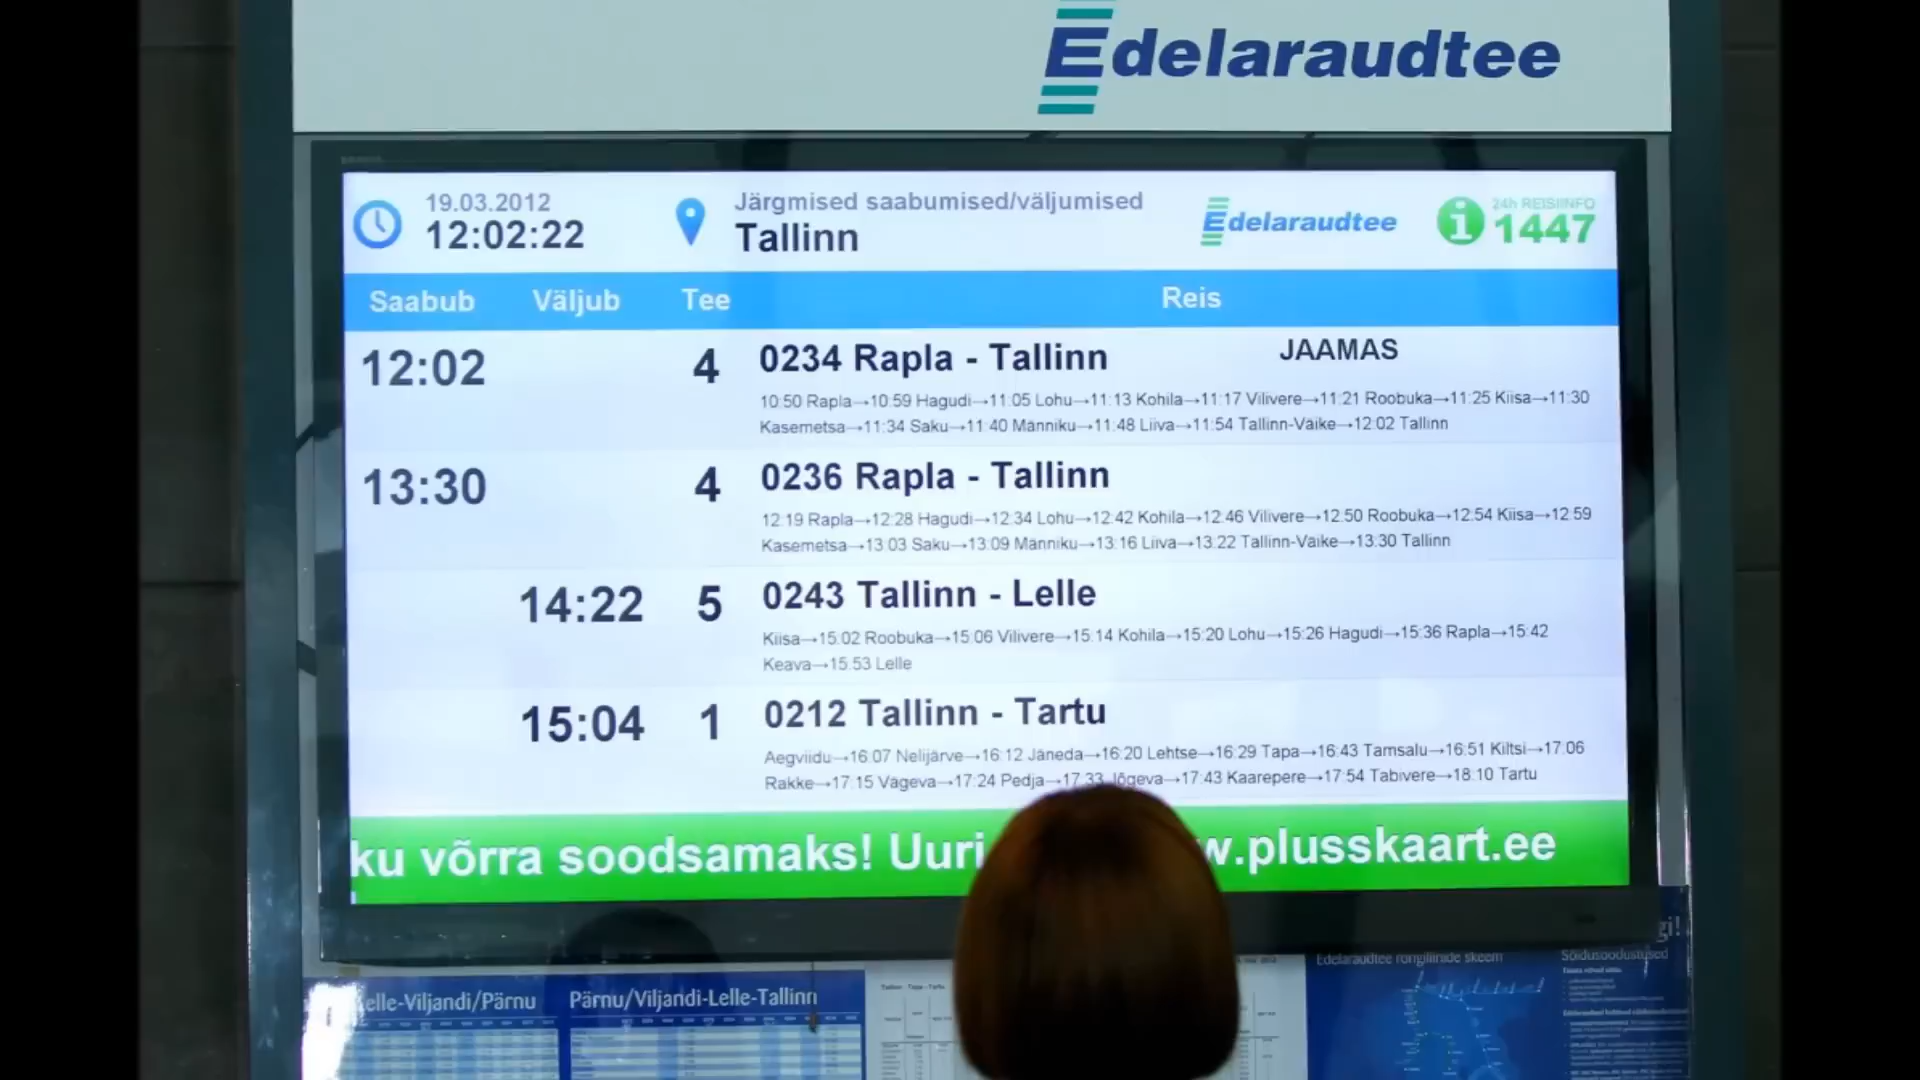 Edelaraudtee
19.03.2012
12:02:22
Järgmised saabumised/väljumised
Tallinn
Edelaraudtee
24h REISIINFO
1447
Saabub Väljub Tee Reis
12:02 4 0234 Rapla - Tallinn JAAMAS
10:50 Rapla→10:59 Hagudi→11:05 Lohu→11:13 Kohila→11:17 Vilivere→11:21 Roobuka→11:25 Kiisa→11:30
Kasemetsa→11:34 Saku→11:40 Männiku→11:48 Liiva→11:54 Tallinn-Väike→12:02 Tallinn
13:30 4 0236 Rapla - Tallinn
12:19 Rapla→12:28 Hagudi→12:34 Lohu→12:42 Kohila→12:46 Vilivere→12:50 Roobuka→12:54 Kiisa→12:59
Kasemetsa→13:03 Saku→13:09 Männiku→13:16 Liiva→13:22 Tallinn-Väike→13:30 Tallinn
14:22 5 0243 Tallinn - Lelle
Kiisa→15:02 Roobuka→15:06 Vilivere→15:14 Kohila→15:20 Lohu→15:26 Hagudi→15:36 Rapla→15:42
Keava→15:53 Lelle
15:04 1 0212 Tallinn - Tartu
Aegviidu→16:07 Nelijärve→16:12 Jäneda→16:20 Lehtse→16:29 Tapa→16:43 Tamsalu→16:51 Kiltsi→17:06
Rakke→17:15 Vägeva→17:24 Pedja→17:33 Jõgeva→17:43 Kaarepere→17:54 Tabivere→18:10 Tartu
ku võrra soodsamaks! Uuri w.plusskaart.ee
gi!
elle-Viljandi/Pärnu
Pärnu/Viljandi-Lelle-Tallinn
Tallinn - Tapa - Tartu
Edelaraudtee rongiliinide skeem
Sõidusoodustused